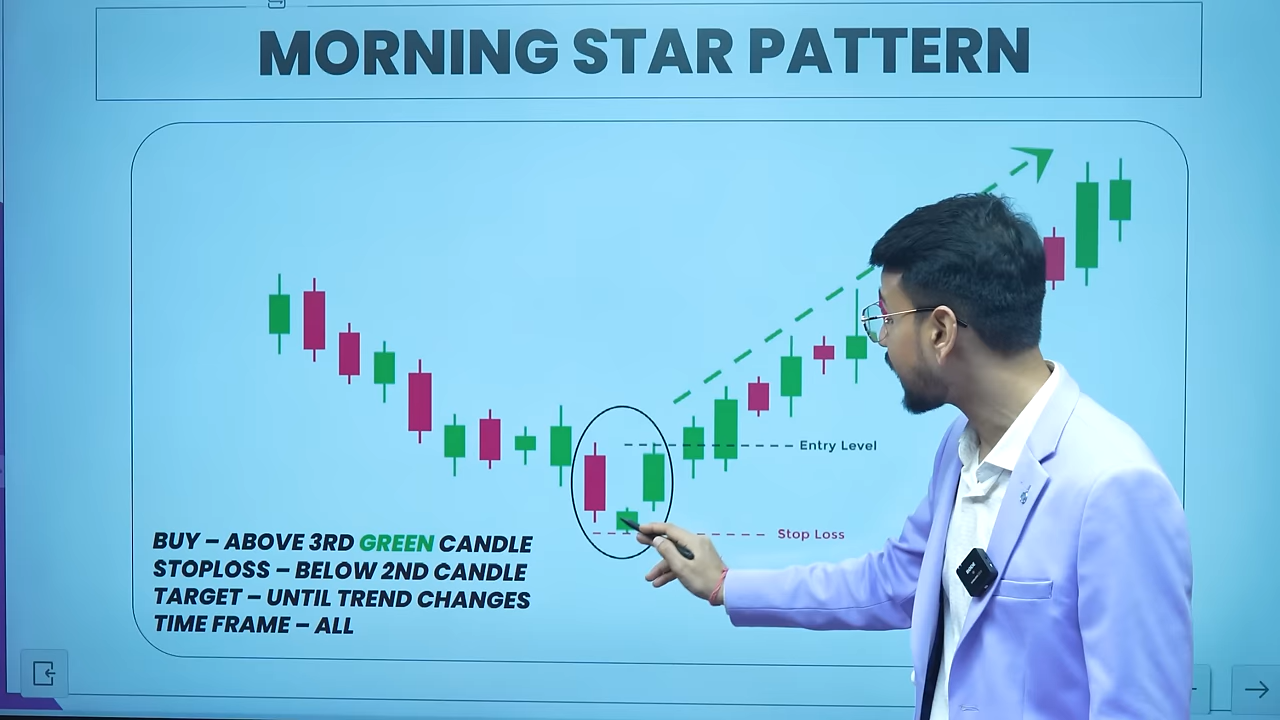 MORNING STAR PATTERN
Entry Level
Stop Loss
BUY – ABOVE 3RD GREEN CANDLE
STOPLOSS – BELOW 2ND CANDLE
TARGET – UNTIL TREND CHANGES
TIME FRAME – ALL